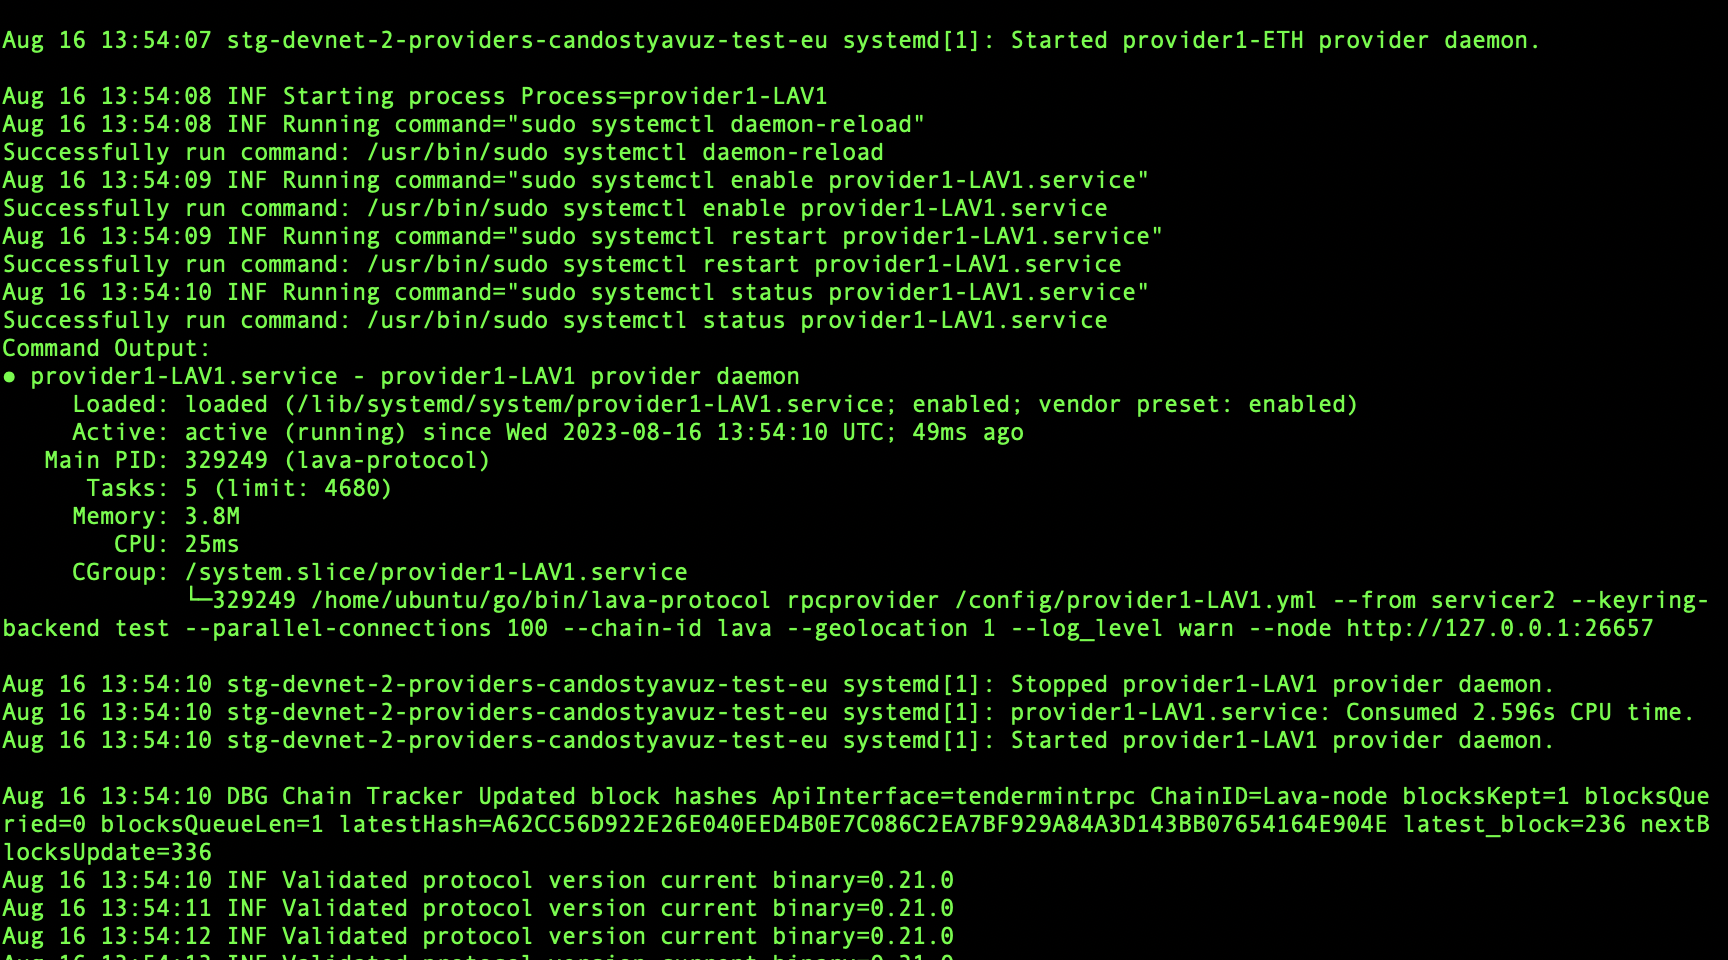 Aug 16 13:54:07 stg-devnet-2-providers-candostyavuz-test-eu systemd[1]: Started provider1-ETH provider daemon.
Aug 16 13:54:08 INF Starting process Process=provider1-LAV1
Aug 16 13:54:08 INF Running command="sudo systemctl daemon-reload"
Successfully run command: /usr/bin/sudo systemctl daemon-reload
Aug 16 13:54:09 INF Running command="sudo systemctl enable provider1-LAV1.service"
Successfully run command: /usr/bin/sudo systemctl enable provider1-LAV1.service
Aug 16 13:54:09 INF Running command="sudo systemctl restart provider1-LAV1.service"
Successfully run command: /usr/bin/sudo systemctl restart provider1-LAV1.service
Aug 16 13:54:10 INF Running command="sudo systemctl status provider1-LAV1.service"
Successfully run command: /usr/bin/sudo systemctl status provider1-LAV1.service
Command Output:
● provider1-LAV1.service - provider1-LAV1 provider daemon
Loaded: loaded (/lib/systemd/system/provider1-LAV1.service; enabled; vendor preset: enabled)
Active: active (running) since Wed 2023-08-16 13:54:10 UTC; 49ms ago
Main PID: 329249 (lava-protocol)
Tasks: 5 (limit: 4680)
Memory: 3.8M
CPU: 25ms
CGroup: /system.slice/provider1-LAV1.service
└─329249 /home/ubuntu/go/bin/lava-protocol rpcprovider /config/provider1-LAV1.yml --from servicer2 --keyring-
backend test --parallel-connections 100 --chain-id lava --geolocation 1 --log_level warn --node http://127.0.0.1:26657
Aug 16 13:54:10 stg-devnet-2-providers-candostyavuz-test-eu systemd[1]: Stopped provider1-LAV1 provider daemon.
Aug 16 13:54:10 stg-devnet-2-providers-candostyavuz-test-eu systemd[1]: provider1-LAV1.service: Consumed 2.596s CPU time.
Aug 16 13:54:10 stg-devnet-2-providers-candostyavuz-test-eu systemd[1]: Started provider1-LAV1 provider daemon.
Aug 16 13:54:10 DBG Chain Tracker Updated block hashes ApiInterface=tendermintrpc ChainID=Lava-node blocksKept=1 blocksQue
ried=0 blocksQueueLen=1 latestHash=A62CC56D922E26E040EED4B0E7C086C2EA7BF929A84A3D143BB07654164E904E latest_block=236 nextB
locksUpdate=336
Aug 16 13:54:10 INF Validated protocol version current binary=0.21.0
Aug 16 13:54:11 INF Validated protocol version current binary=0.21.0
Aug 16 13:54:12 INF Validated protocol version current binary=0.21.0
Aug 16 13:54:13 INF Validated protocol version current binary=0.21.0